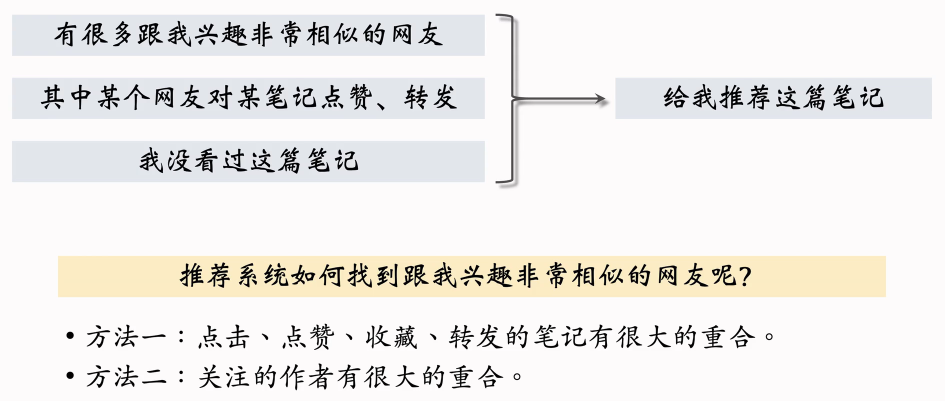 有很多跟我兴趣非常相似的网友
其中某个网友对某笔记点赞、转发
给我推荐这篇笔记
我没看过这篇笔记
推荐系统如何找到跟我兴趣非常相似的网友呢？
• 方法一：点击、点赞、收藏、转发的笔记有很大的重合。
• 方法二：关注的作者有很大的重合。